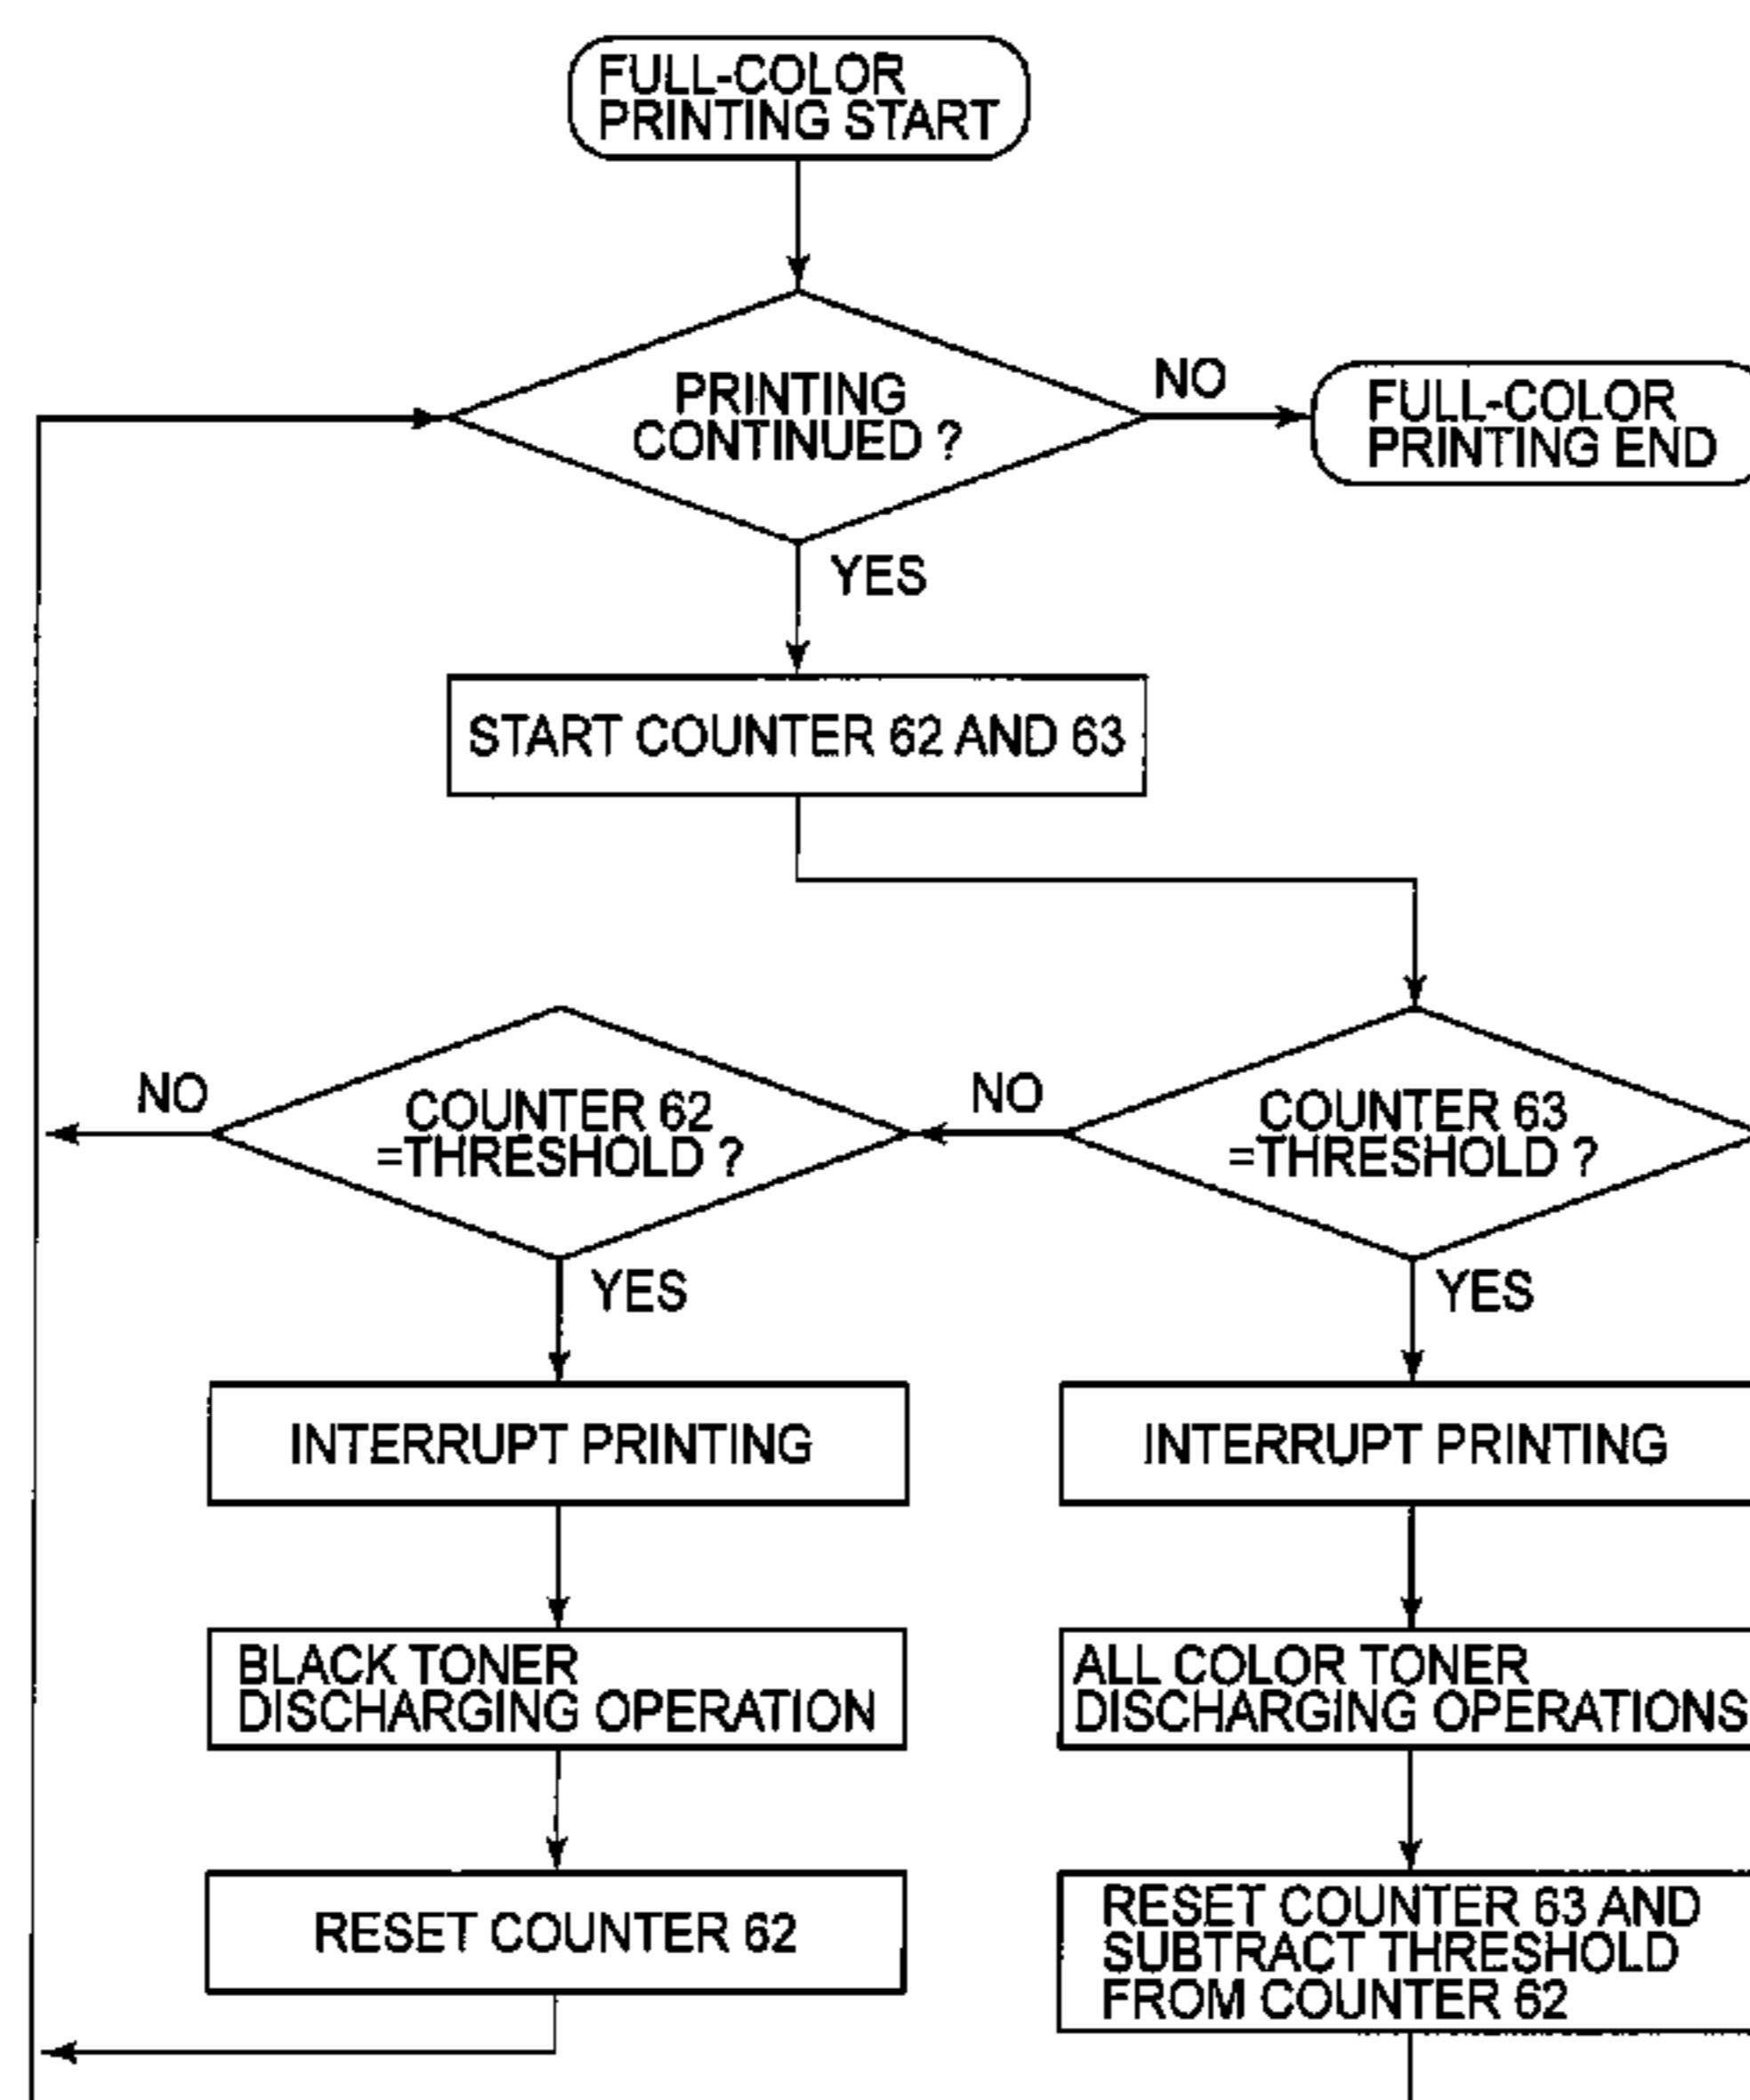 FULL-COLOR
PRINTING START
PRINTING
CONTINUED ?
NO
FULL-COLOR
PRINTING END
YES
START COUNTER 62 AND 63
NO
COUNTER 62
=THRESHOLD ?
NO
COUNTER 63
=THRESHOLD ?
YES
YES
INTERRUPT PRINTING
INTERRUPT PRINTING
BLACK TONER
DISCHARGING OPERATION
ALL COLOR TONER
DISCHARGING OPERATIONS
RESET COUNTER 62
RESET COUNTER 63 AND
SUBTRACT THRESHOLD
FROM COUNTER 62